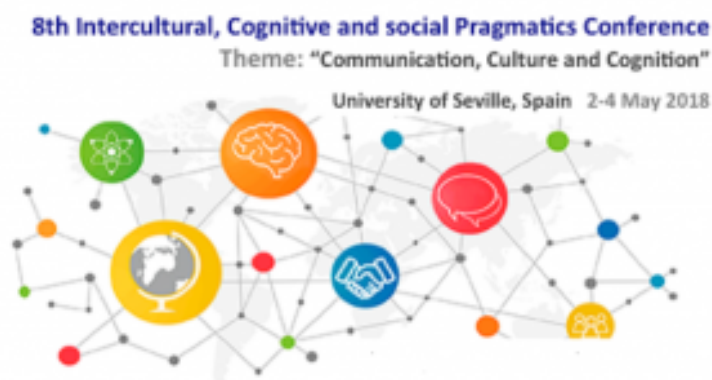 8th Intercultural, Cognitive and social Pragmatics Conference
Theme: “Communication, Culture and Cognition”
University of Seville, Spain 2-4 May 2018